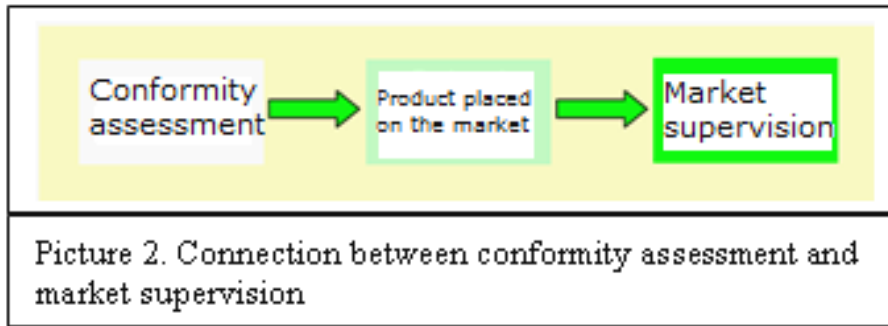 Conformity
assessment
Product placed
on the market
Market
supervision
Picture 2. Connection between conformity assessment and
market supervision